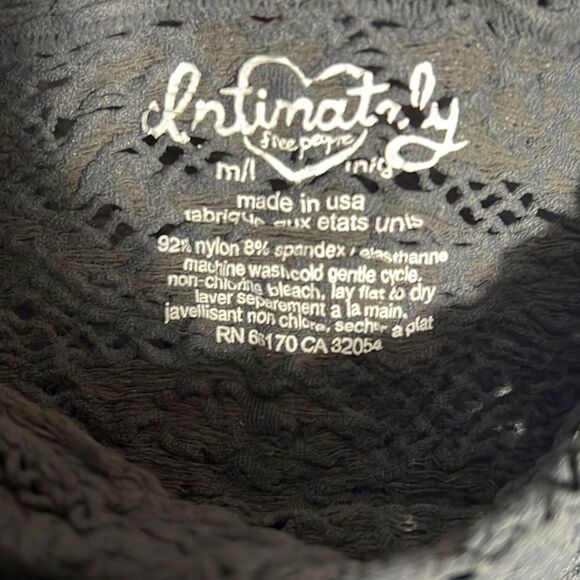 Intimately
free people
m/l m/g
made in usa
fabrique aux etats unis
92% nylon 8% spandex / elasthanne
machine wash cold gentle cycle,
non-chlorine bleach, lay flat to dry
laver separement a la main,
javellisant non chlore, secher a plat
RN 66170 CA 32054